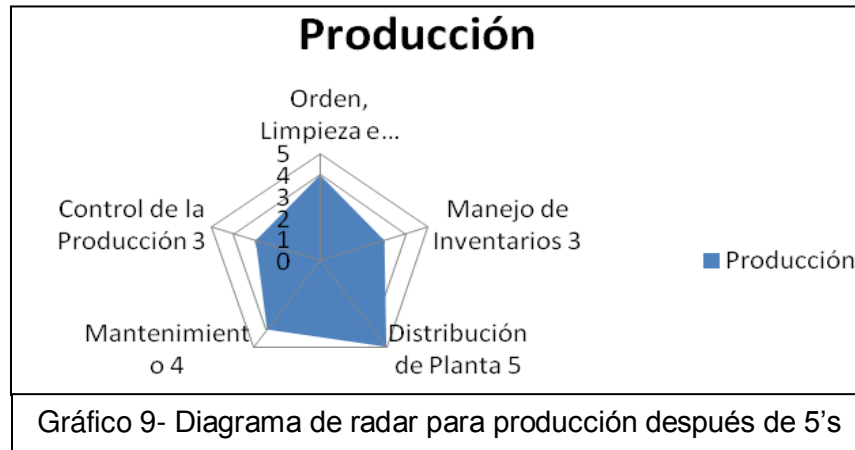 Producción
Orden,
Limpieza e...
5
4
3
2
1
0
Control de la
Producción 3
Manejo de
Inventarios 3
Producción
Mantenimient
o 4
Distribución
de Planta 5
Gráfico 9- Diagrama de radar para producción después de 5's